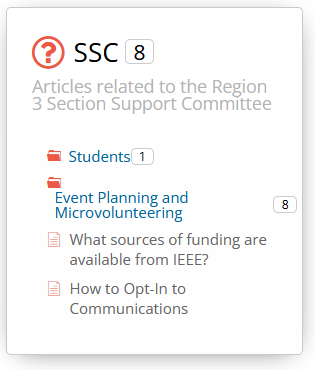 ? SSC 8
Articles related to the Region
3 Section Support Committee
Students 1
Event Planning and
Microvolunteering 8
What sources of funding are
available from IEEE?
How to Opt-In to
Communications